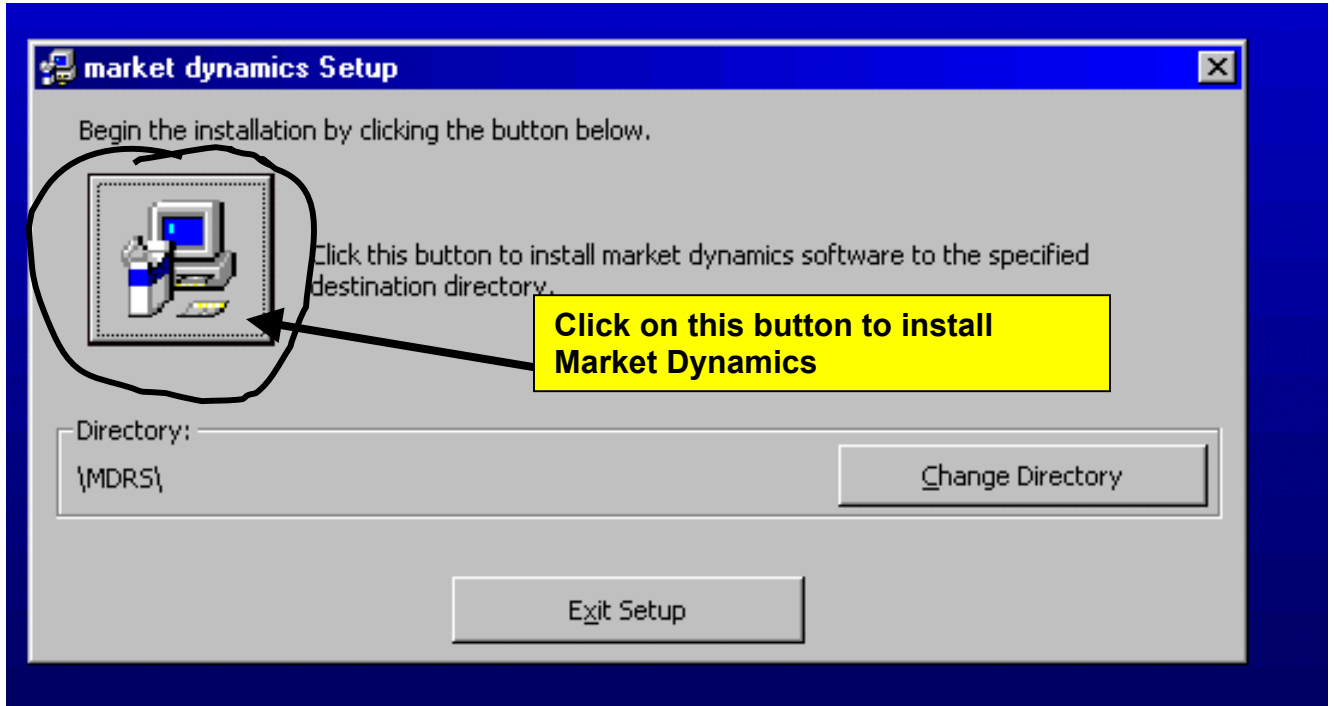 market dynamics Setup
Begin the installation by clicking the button below.
Click this button to install market dynamics software to the specified
destination directory.
Click on this button to install
Market Dynamics
Directory:
\MDRS\
Change Directory
Exit Setup